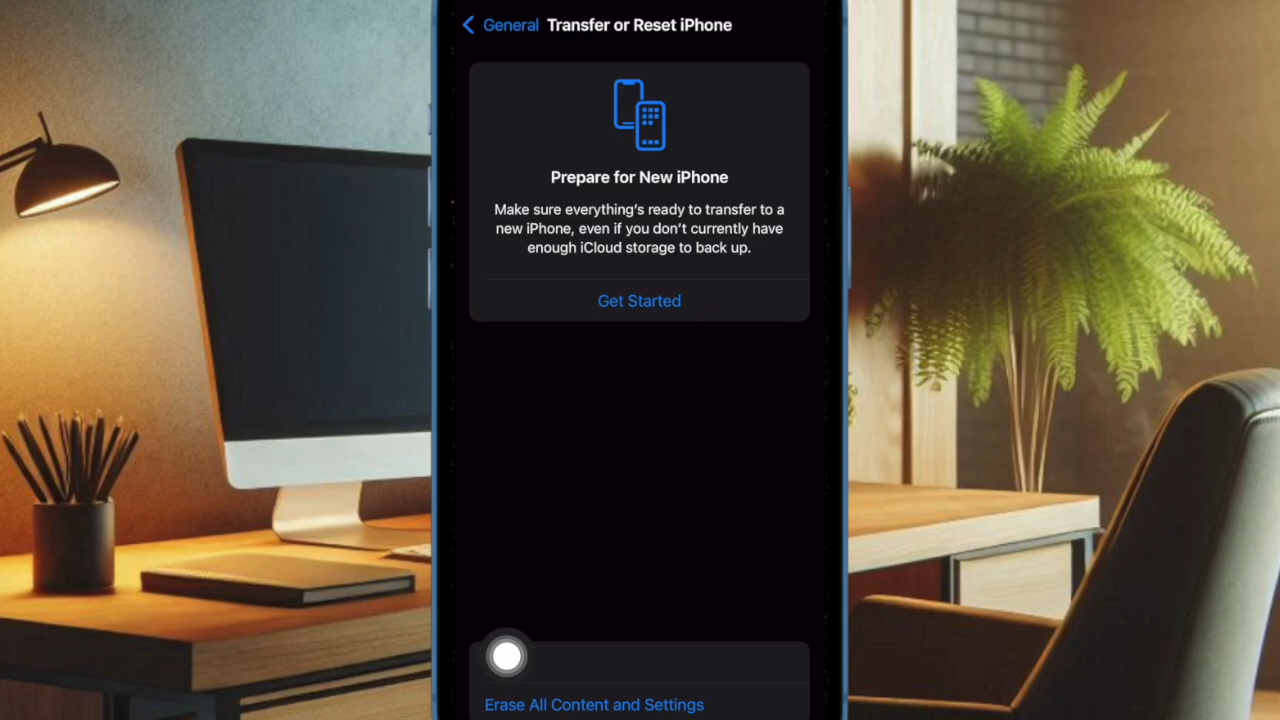 General Transfer or Reset iPhone
Prepare for New iPhone
Make sure everything's ready to transfer to a
new iPhone, even if you don't currently have
enough iCloud storage to back up.
Get Started
Erase All Content and Settings